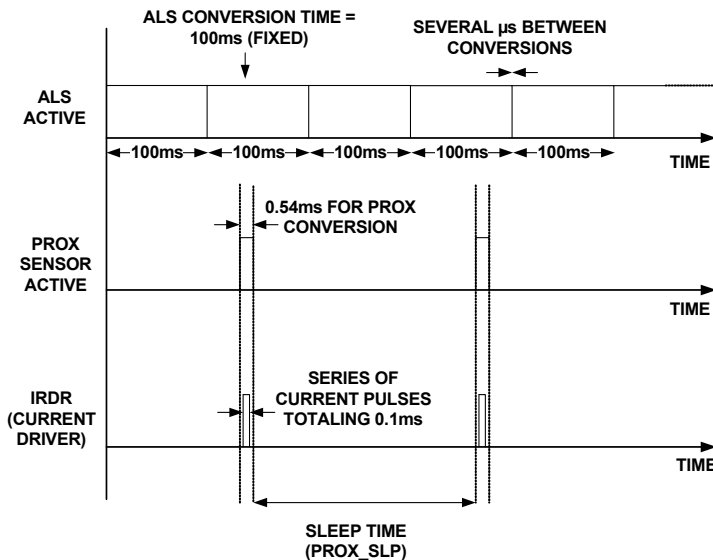 ALS CONVERSION TIME =
100ms (FIXED)
SEVERAL µs BETWEEN
CONVERSIONS
ALS
ACTIVE
100ms
100ms
100ms
100ms
100ms
TIME
0.54ms FOR PROX
CONVERSION
PROX
SENSOR
ACTIVE
TIME
SERIES OF
CURRENT PULSES
TOTALING 0.1ms
IRDR
(CURRENT
DRIVER)
TIME
SLEEP TIME
(PROX_SLP)